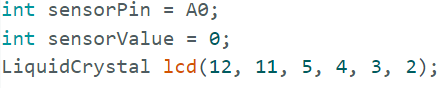 int sensorPin = A0;
int sensorValue = 0;
LiquidCrystal lcd(12, 11, 5, 4, 3, 2);